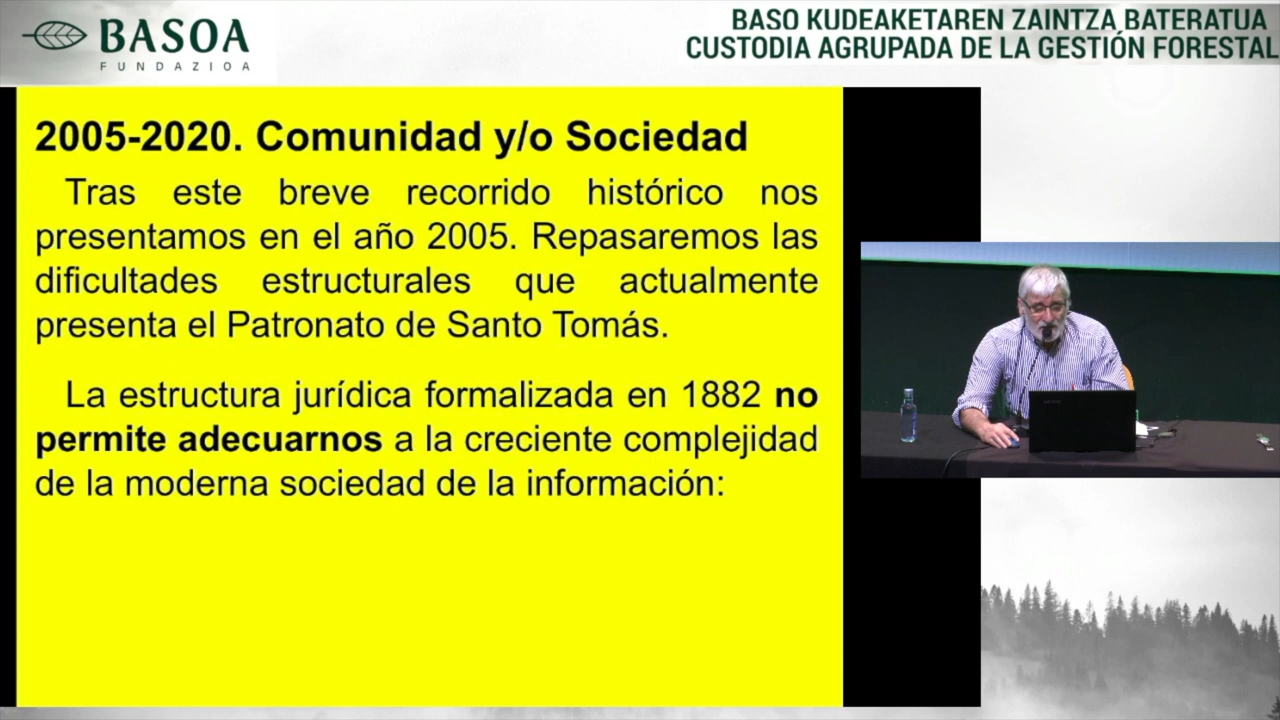 BASOA
FUNDAZIOA
BASO KUDEAKETAREN ZAINTZA BATERATUA
CUSTODIA AGRUPADA DE LA GESTIÓN FORESTAL
2005-2020. Comunidad y/o Sociedad
Tras este breve recorrido histórico nos
presentamos en el año 2005. Repasaremos las
dificultades estructurales que actualmente
presenta el Patronato de Santo Tomás.
La estructura jurídica formalizada en 1882 no
permite adecuarnos a la creciente complejidad
de la moderna sociedad de la información: